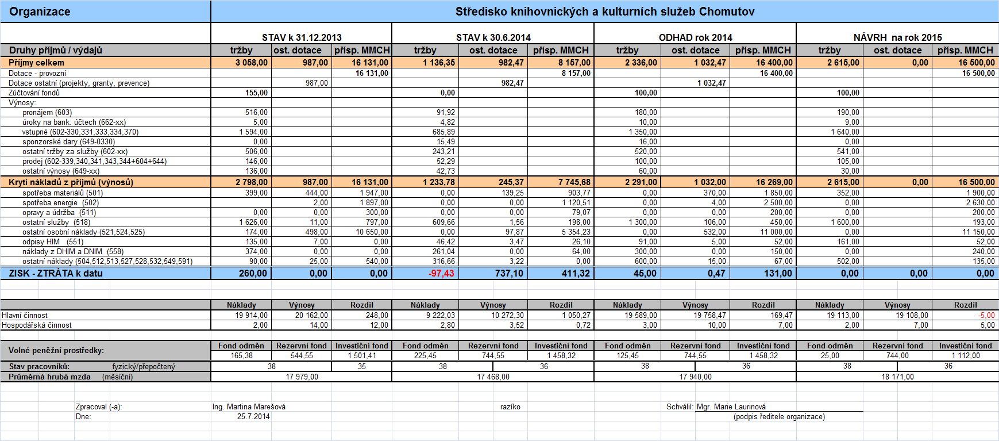 Organizace Středisko knihovnických a kulturních služeb Chomutov
STAV k 31.12.2013 STAV k 30.6.2014 ODHAD rok 2014 NÁVRH na rok 2015
Druhy příjmů / výdajů tržby ost. dotace přísp. MMCH tržby ost. dotace přísp. MMCH tržby ost. dotace přísp. MMCH tržby ost. dotace přísp. MMCH
Příjmy celkem 3 058,00 987,00 16 131,00 1 136,35 982,47 8 157,00 2 336,00 1 032,47 16 400,00 2 615,00 0,00 16 500,00
Dotace - provozní 16 131,00 8 157,00 16 400,00 16 500,00
Dotace ostatní (projekty, granty, prevence) 987,00 982,47 1 032,47
Zúčtování fondů 155,00 0,00 100,00 100,00
Výnosy:
pronájem (603) 516,00 91,92 180,00 190,00
úroky na bank. účtech (662-xx) 5,00 4,82 10,00 9,00
vstupné (602-330,331,333,334,370) 1 594,00 685,89 1 350,00 1 640,00
sponzorské dary (649-0330) 0,00 15,49 16,00 0,00
ostatní tržby za služby (602-xx) 506,00 243,21 520,00 541,00
prodej (602-339,340,341,343,344+604+644) 146,00 52,29 100,00 105,00
ostatní výnosy (649-xx) 136,00 42,73 60,00 30,00
Krytí nákladů z příjmů (výnosů) 2 798,00 987,00 16 131,00 1 233,78 245,37 7 745,68 2 291,00 1 032,00 16 269,00 2 615,00 0,00 16 500,00
spotřeba materiálů (501) 399,00 444,00 1 947,00 0,00 139,25 903,77 0,00 370,00 1 850,00 352,00 1 900,00
spotřeba energie (502) 2,00 1 897,00 0,00 0,00 1 120,51 0,00 4,00 2 500,00 0,00 2 630,00
opravy a údržba (511) 0,00 0,00 300,00 0,00 0,00 79,07 0,00 0,00 200,00 0,00 200,00
ostatní služby (518) 1 626,00 11,00 797,00 609,66 1,56 198,00 1 300,00 106,00 450,00 1 600,00 193,00
ostatní osobní náklady (521,524,525) 174,00 498,00 10 650,00 0,00 97,87 5 354,23 0,00 532,00 11 000,00 0,00 11 150,00
odpisy HIM (551) 135,00 7,00 0,00 46,42 3,47 26,10 91,00 5,00 52,00 161,00 52,00
náklady z DHIM a DNIM (558) 374,00 0,00 0,00 261,04 0,00 64,00 300,00 0,00 150,00 0,00 240,00
ostatní náklady (504,512,513,527,528,532,549,591) 90,00 25,00 540,00 316,66 3,22 0,00 600,00 15,00 67,00 502,00 135,00
ZISK - ZTRÁTA k datu 260,00 0,00 0,00 -97,43 737,10 411,32 45,00 0,47 131,00 0,00 0,00 0,00
Náklady Výnosy Rozdíl Náklady Výnosy Rozdíl Náklady Výnosy Rozdíl Náklady Výnosy Rozdíl
Hlavní činnost 19 914,00 20 162,00 248,00 9 222,03 10 272,30 1 050,27 19 589,00 19 758,47 169,47 19 113,00 19 108,00 -5,00
Hospodářská činnost 2,00 14,00 12,00 2,80 3,52 0,72 3,00 10,00 7,00 2,00 7,00 5,00
Volné peněžní prostředky: Fond odměn Rezervní fond Investiční fond Fond odměn Rezervní fond Investiční fond Fond odměn Rezervní fond Investiční fond Fond odměn Rezervní fond Investiční fond
165,38 544,55 1 501,41 225,45 744,55 1 458,32 125,45 744,55 1 458,32 25,00 744,00 1 112,00
Stav pracovníků: fyzický/přepočtený 38 35 38 36 38 36 38 36
Průměrná hrubá mzda (měsíční) 17 979,00 17 468,00 17 940,00 18 171,00
Zpracoval (-a): Ing. Martina Marešová razíko Schválil: Mgr. Marie Laurinová
Dne: 25.7.2014 (podpis ředitele organizace)